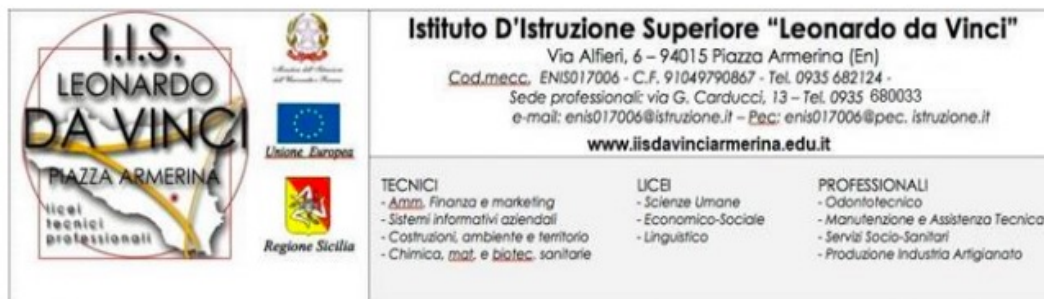 I.I.S.
LEONARDO
DA VINCI
PIAZZA ARMERINA
licei
tecnici
professionali
Unione Europea
Regione Sicilia
Istituto D'Istruzione Superiore "Leonardo da Vinci"
Via Alfieri, 6 – 94015 Piazza Armerina (En)
Cod.mecc. ENIS017006 - C.F. 91049790867 - Tel. 0935 682124 -
Sede professionali: via G. Carducci, 13 – Tel. 0935 680033
e-mail: enis017006@istruzione.it – Pec: enis017006@pec. istruzione.it
www.iisdavinciarmerina.edu.it
TECNICI
- Amm. Finanza e marketing
- Sistemi informativi aziendali
- Costruzioni, ambiente e territorio
- Chimica, mat. e biotec. sanitarie
LICEI
- Scienze Umane
- Economico-Sociale
- Linguistico
PROFESSIONALI
- Odontotecnico
- Manutenzione e Assistenza Tecnica
- Servizi Socio-Sanitari
- Produzione Industria Artigianato